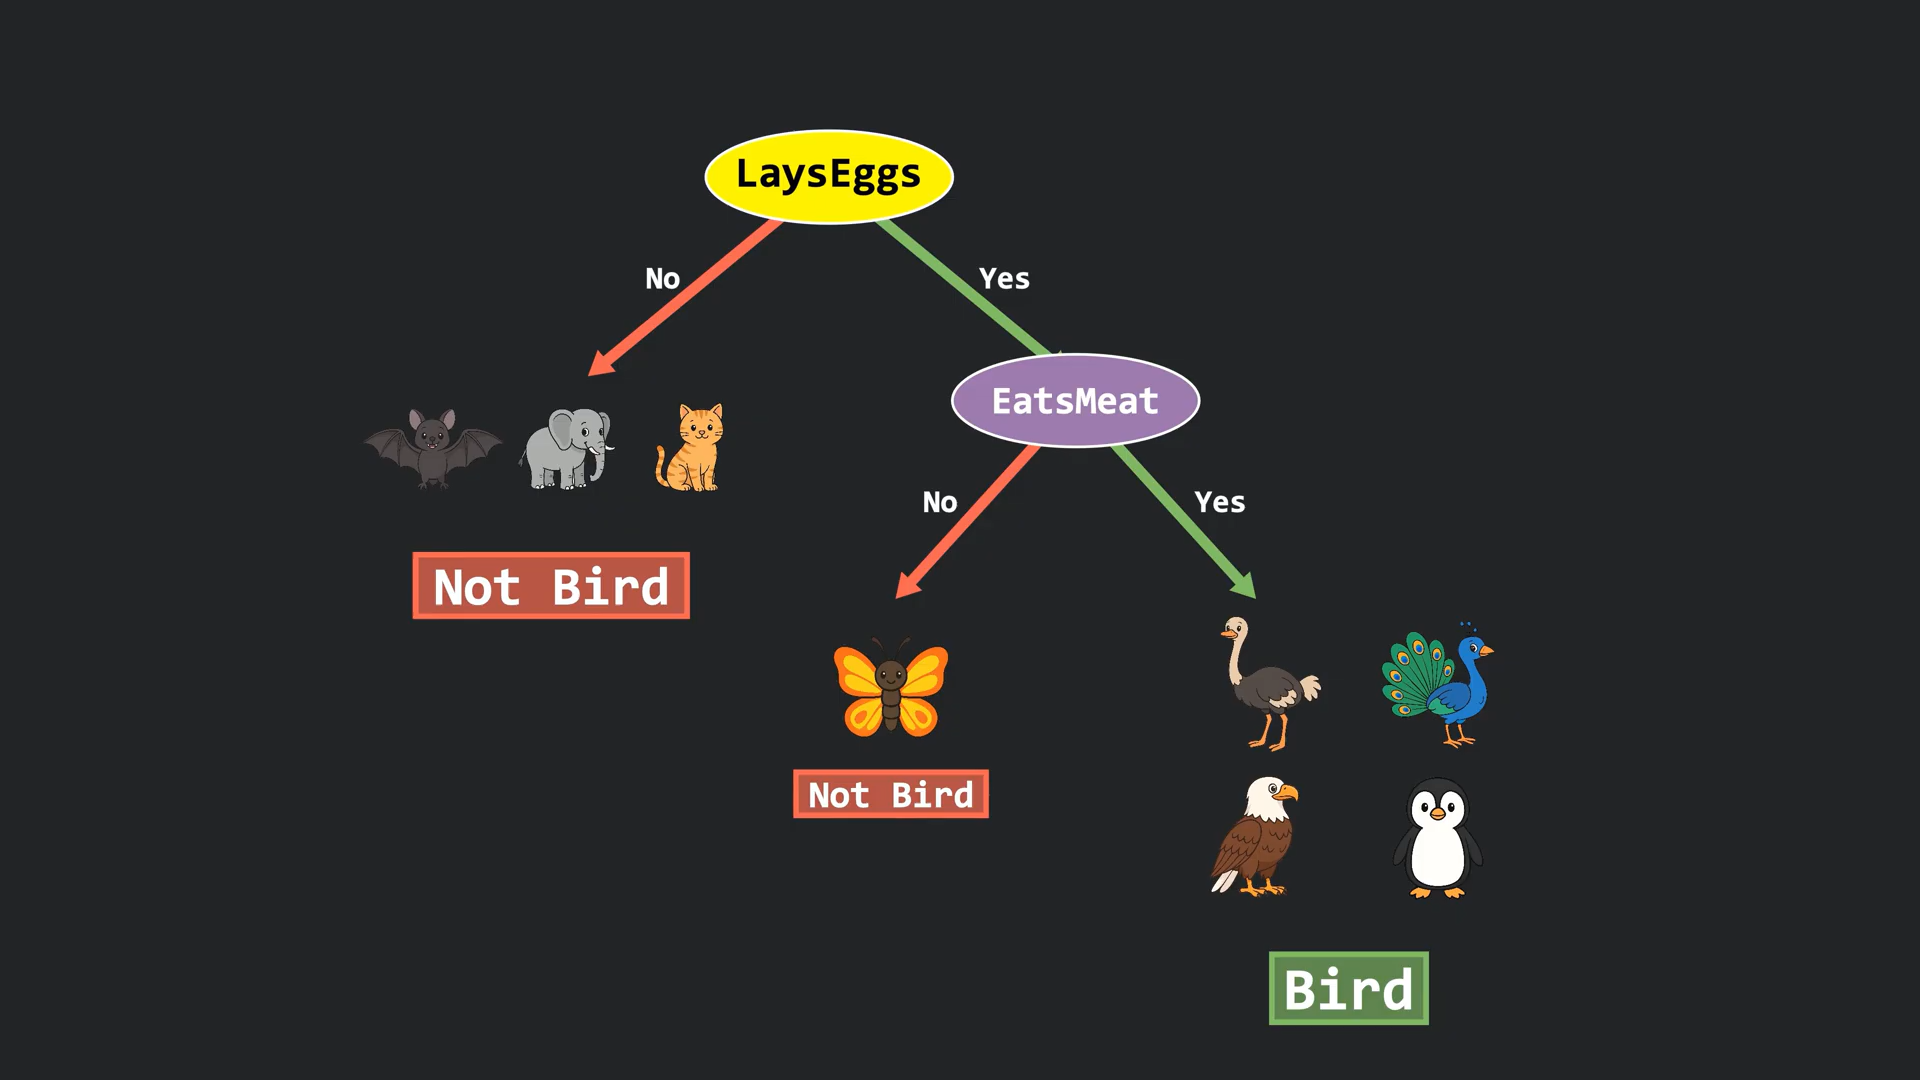 LaysEggs
No
Yes
EatsMeat
No
Yes
Not Bird
Not Bird
Bird